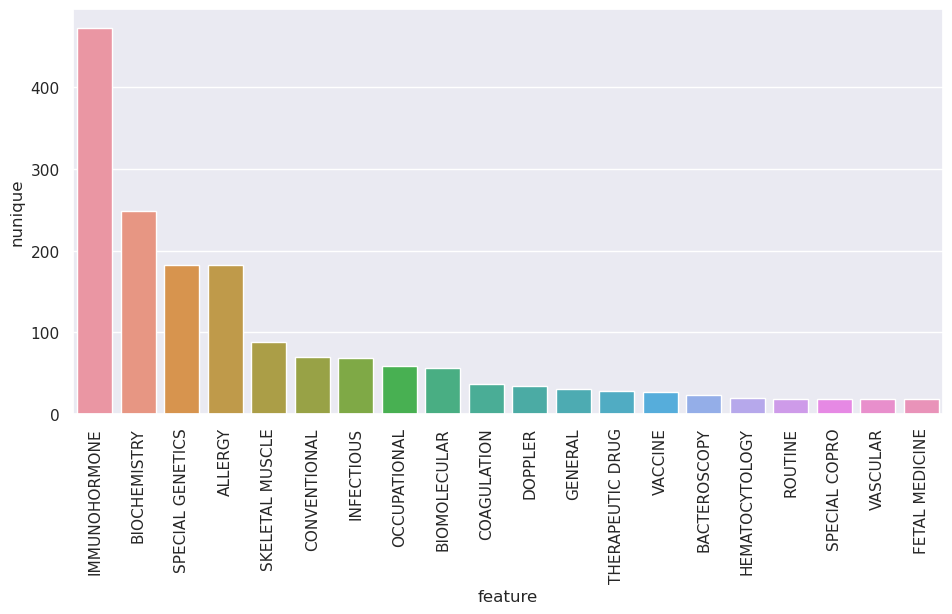 400
300
200
100
0
nunique
IMMUNOHORMONE
BIOCHEMISTRY
SPECIAL GENETICS
ALLERGY
SKELETAL MUSCLE
CONVENTIONAL
INFECTIOUS
OCCUPATIONAL
BIOMOLECULAR
COAGULATION
DOPPLER
GENERAL
THERAPEUTIC DRUG
VACCINE
BACTEROSCOPY
HEMATOCYTOLOGY
ROUTINE
SPECIAL COPRO
VASCULAR
FETAL MEDICINE
feature